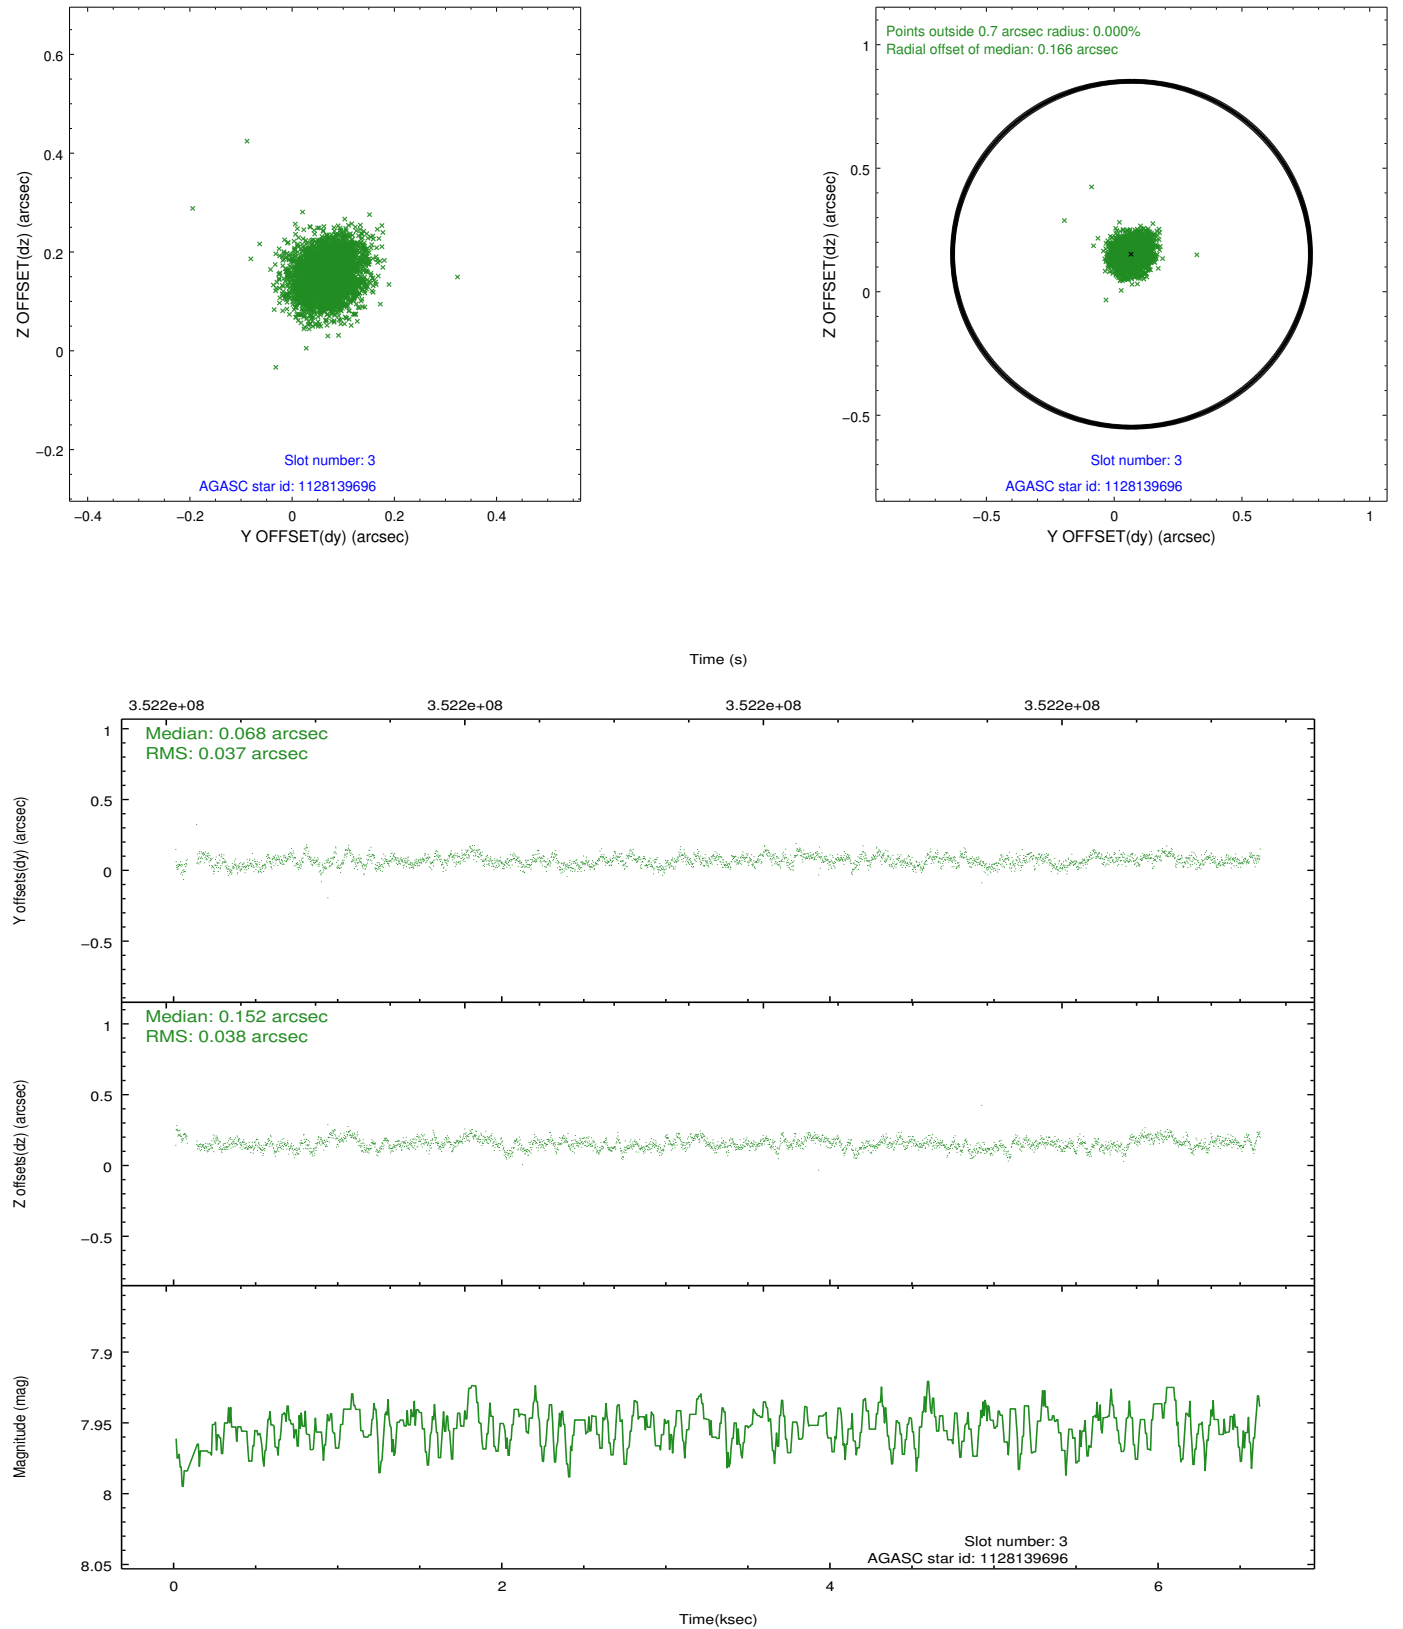 0.6
0.4
0.2
0
−0.2
Z OFFSET(dz) (arcsec)
Slot number: 3
AGASC star id: 1128139696
−0.4 −0.2 0 0.2 0.4
Y OFFSET(dy) (arcsec)
Points outside 0.7 arcsec radius: 0.000%
Radial offset of median: 0.166 arcsec
1
0.5
0
−0.5
Z OFFSET(dz) (arcsec)
Slot number: 3
AGASC star id: 1128139696
−0.5 0 0.5 1
Y OFFSET(dy) (arcsec)
Time (s)
3.522e+08 3.522e+08 3.522e+08 3.522e+08
Median: 0.068 arcsec
RMS: 0.037 arcsec
1
0.5
0
−0.5
Y offsets(dy) (arcsec)
Median: 0.152 arcsec
RMS: 0.038 arcsec
1
0.5
0
−0.5
Z offsets(dz) (arcsec)
7.9
7.95
8
8.05
Magnitude (mag)
Slot number: 3
AGASC star id: 1128139696
0 2 4 6
Time(ksec)